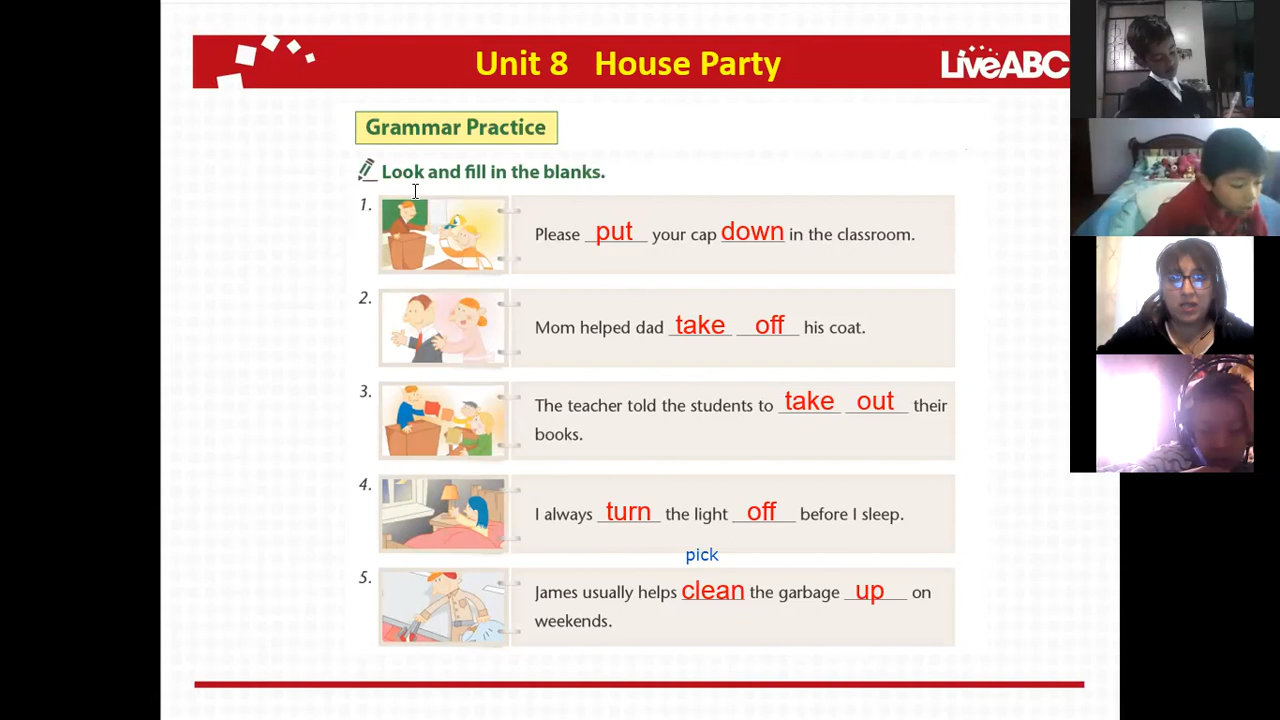 Unit 8 House Party
LiveABC
Grammar Practice
Look and fill in the blanks.
1.
Please put your cap down in the classroom.
2.
Mom helped dad take off his coat.
3.
The teacher told the students to take out their
books.
4.
I always turn the light off before I sleep.
pick
5.
James usually helps clean the garbage up on
weekends.